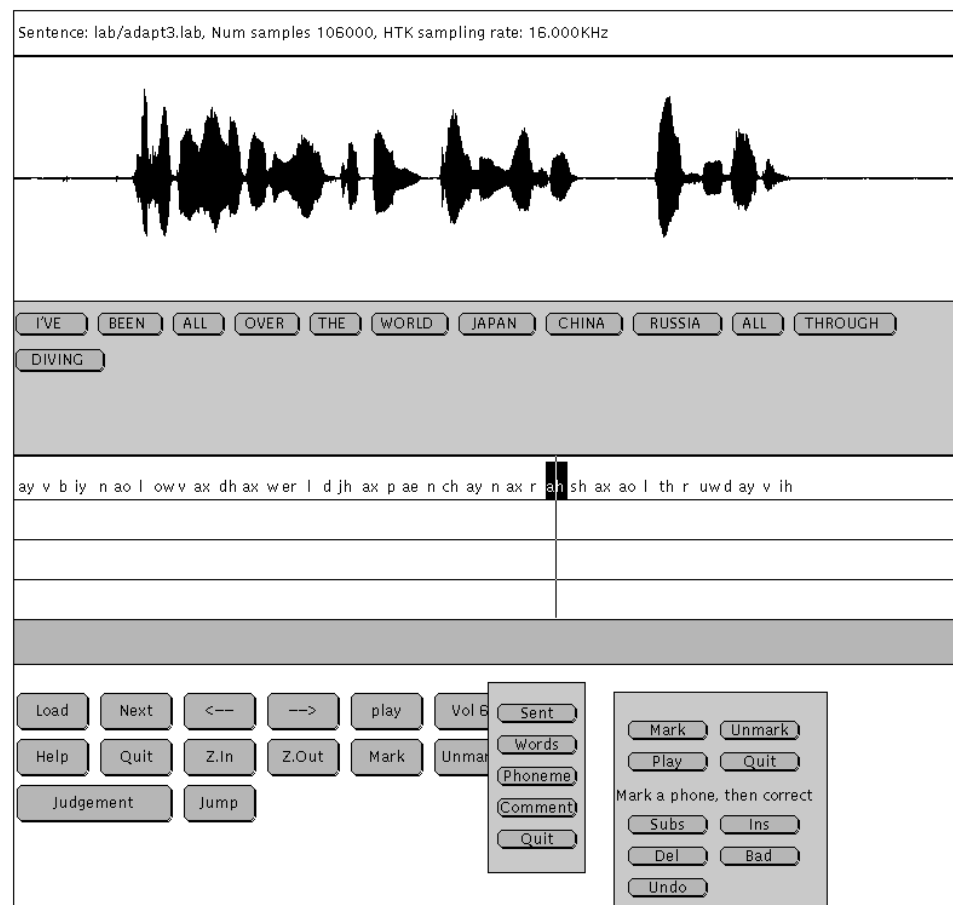 Sentence: lab/adapt3.lab, Num samples 106000, HTK sampling rate: 16.000KHz
I'VE BEEN ALL OVER THE WORLD JAPAN CHINA RUSSIA ALL THROUGH
DIVING
ay v b iy n ao l ow v ax dh ax w er l d jh ax p ae n ch ay n ax r ah sh ax ao l th r uw d ay v ih
Load Next <-- --> play Vol 6
Help Quit Z.In Z.Out Mark Unmar
Judgement Jump
Sent
Words
Phoneme
Comment
Quit
Mark Unmark
Play Quit
Mark a phone, then correct
Subs Ins
Del Bad
Undo